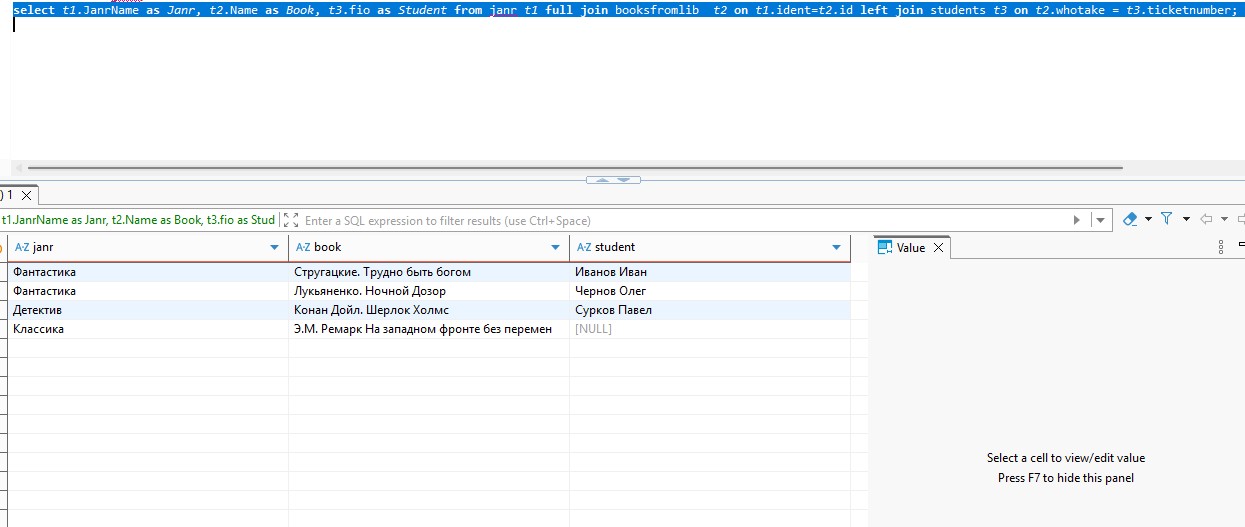 select t1.JanrName as Janr, t2.Name as Book, t3.fio as Student from janr t1 full join booksfromlib  t2 on t1.ident=t2.id left join students t3 on t2.whotake = t3.ticketnumber;
) 1
t1.JanrName as Janr, t2.Name as Book, t3.fio as Stud
Enter a SQL expression to filter results (use Ctrl+Space)
A-Z janr A-Z book A-Z student
Value
Фантастика Стругацкие. Трудно быть богом Иванов Иван
Фантастика Лукьяненко. Ночной Дозор Чернов Олег
Детектив Конан Дойл. Шерлок Холмс Сурков Павел
Классика Э.М. Ремарк На западном фронте без перемен [NULL]
Select a cell to view/edit value
Press F7 to hide this panel